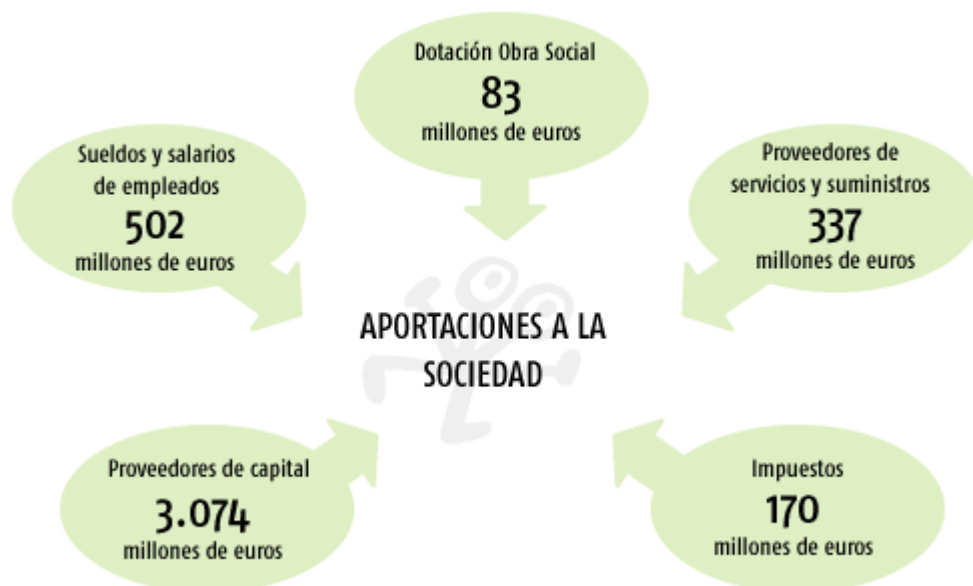 Dotación Obra Social
83
millones de euros
Sueldos y salarios
de empleados
502
millones de euros
Proveedores de
servicios y suministros
337
millones de euros
APORTACIONES A LA
SOCIEDAD
Proveedores de capital
3.074
millones de euros
Impuestos
170
millones de euros